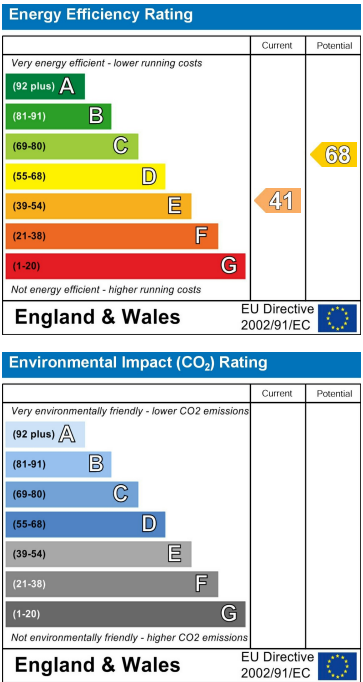 Energy Efficiency Rating
Current Potential
Very energy efficient - lower running costs
(92 plus) A
(81-91) B
(69-80) C
(55-68) D
(39-54) E
(21-38) F
(1-20) G
41
68
Not energy efficient - higher running costs
England & Wales
EU Directive
2002/91/EC
Environmental Impact (CO₂) Rating
Current Potential
Very environmentally friendly - lower CO2 emissions
(92 plus) A
(81-91) B
(69-80) C
(55-68) D
(39-54) E
(21-38) F
(1-20) G
Not environmentally friendly - higher CO2 emissions
England & Wales
EU Directive
2002/91/EC